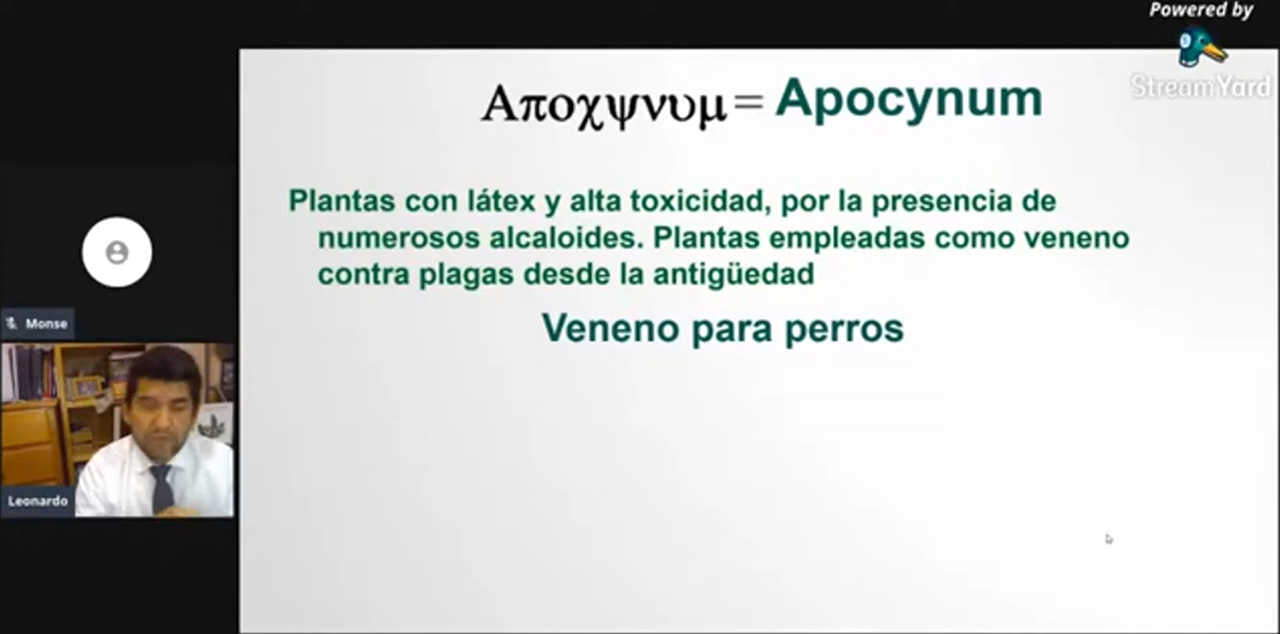 Powered by
StreamYard
Αποχψνυμ = Apocynum
Plantas con látex y alta toxicidad, por la presencia de
numerosos alcaloides. Plantas empleadas como veneno
contra plagas desde la antigüedad
Veneno para perros
Monse
Leonardo